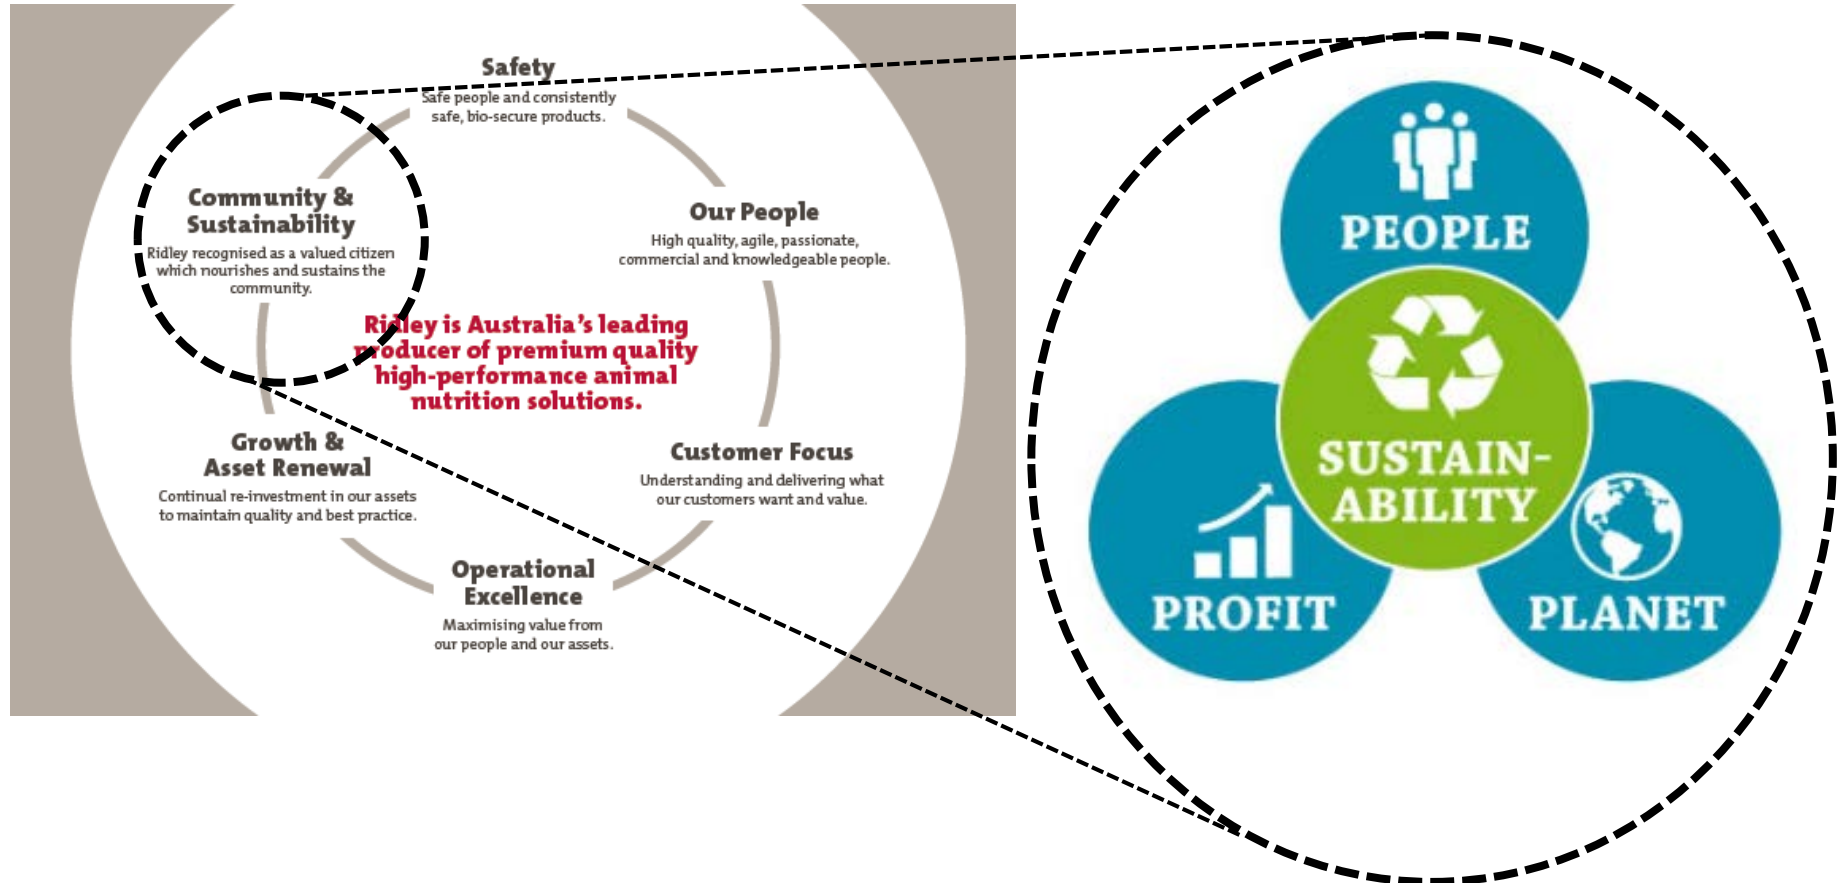 Safety
Safe people and consistently
safe, bio-secure products.
Community &
Sustainability
Ridley recognised as a valued citizen
which nourishes and sustains the
community.
Our People
High quality, agile, passionate,
commercial and knowledgeable people.
Ridley is Australia's leading
producer of premium quality
high-performance animal
nutrition solutions.
Growth &
Asset Renewal
Continual re-investment in our assets
to maintain quality and best practice.
Customer Focus
Understanding and delivering what
our customers want and value.
Operational
Excellence
Maximising value from
our people and our assets.
PEOPLE
SUSTAIN-
ABILITY
PROFIT
PLANET